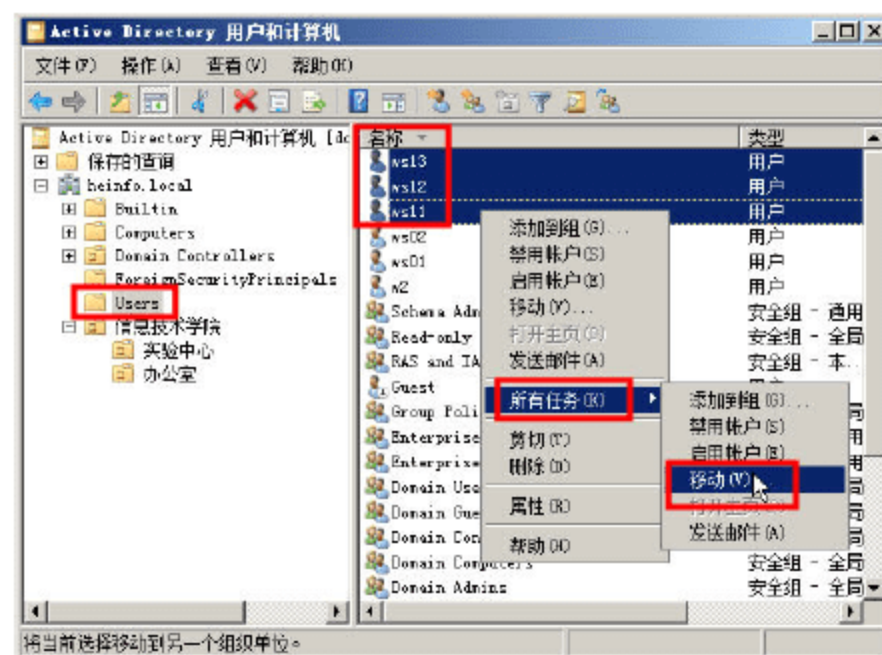 Active Directory 用户和计算机
文件(F) 操作(A) 查看(V) 帮助(H)
Active Directory 用户和计算机 [dc
保存的查询
heinfo.local
Builtin
Computers
Domain Controllers
ForeignSecurityPrincipals
Users
信息技术学院
实验中心
办公室
名称 类型
ws13 用户
ws12 用户
ws11 用户
ws02 用户
ws01 用户
w2 用户
Schema Adm 安全组 - 通用
Read-only 安全组 - 全局
RAS and IA 安全组 - 本...
Guest
Group Poli
Enterprise
Enterprise
Domain Use
Domain Gue
Domain Con
Domain Computers 安全组 - 全局
Domain Admins 安全组 - 全局
添加到组(G)...
禁用帐户(S)
启用帐户(E)
移动(V)...
打开主页(O)
发送邮件(A)
所有任务(K)
剪切(T)
删除(D)
属性(R)
帮助(H)
添加到组(G)...
禁用帐户(S)
启用帐户(E)
移动(V)...
打开主页
发送邮件(A)
将当前选择移动到另一个组织单位。